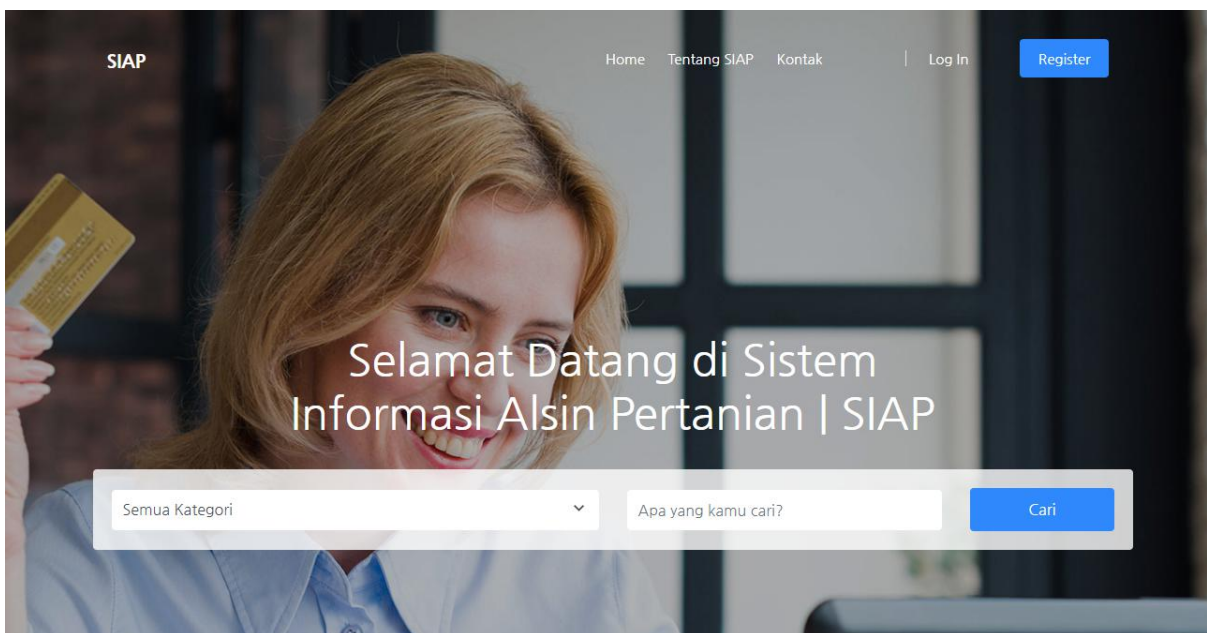 SIAP
Home Tentang SIAP Kontak | Log In Register
Selamat Datang di Sistem
Informasi Alsin Pertanian | SIAP
Semua Kategori Apa yang kamu cari? Cari